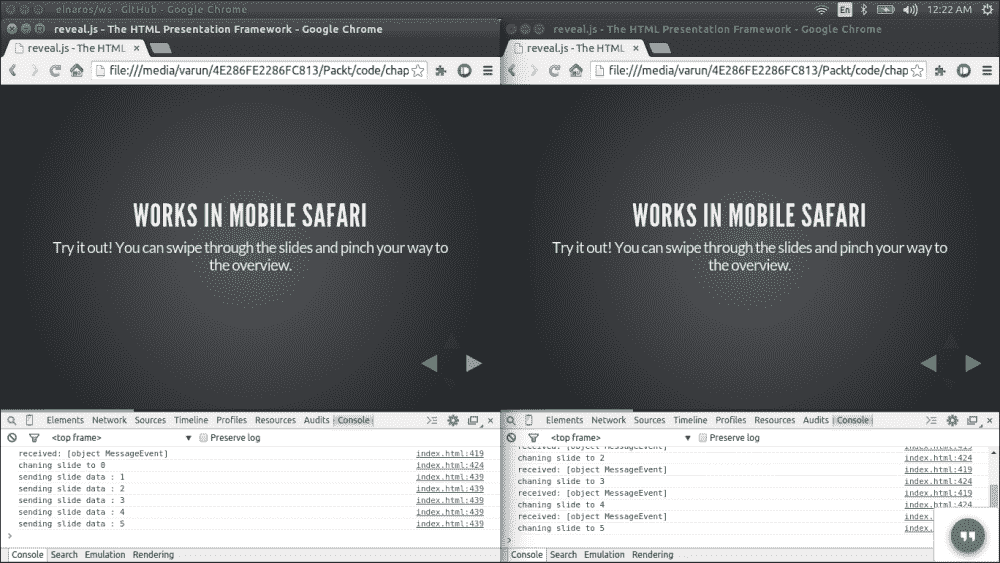 einaros/ws · GitHub - Google Chrome
En
12:22 AM
reveal.js - The HTML Presentation Framework - Google Chrome
reveal.js - The HTML
file:///media/varun/4E286FE2286FC813/Packt/code/chap
WORKS IN MOBILE SAFARI
Try it out! You can swipe through the slides and pinch your way to
the overview.
Elements Network Sources Timeline Profiles Resources Audits Console
<top frame> Preserve log
received: [object MessageEvent] index.html:419
chaning slide to 0 index.html:424
sending slide data : 1 index.html:439
sending slide data : 2 index.html:439
sending slide data : 3 index.html:439
sending slide data : 4 index.html:439
sending slide data : 5 index.html:439
>
Console Search Emulation Rendering
reveal.js - The HTML Presentation Framework - Google Chrome
reveal.js - The HTML
file:///media/varun/4E286FE2286FC813/Packt/code/chap
WORKS IN MOBILE SAFARI
Try it out! You can swipe through the slides and pinch your way to
the overview.
Elements Network Sources Timeline Profiles Resources Audits Console
<top frame> Preserve log
received: [object MessageEvent] index.html:419
chaning slide to 2 index.html:424
received: [object MessageEvent] index.html:419
chaning slide to 3 index.html:424
received: [object MessageEvent] index.html:419
chaning slide to 4 index.html:424
received: [object MessageEvent] index.
chaning slide to 5 index.
>
Console Search Emulation Rendering